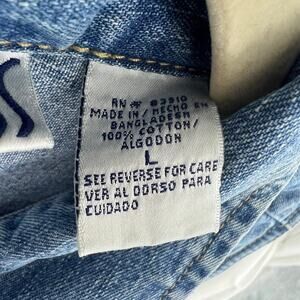 RN # 83910
MADE IN / HECHO EN
BANGLADESH
100% COTTON/
ALGODON
L
SEE REVERSE FOR CARE
VER AL DORSO PARA
CUIDADO